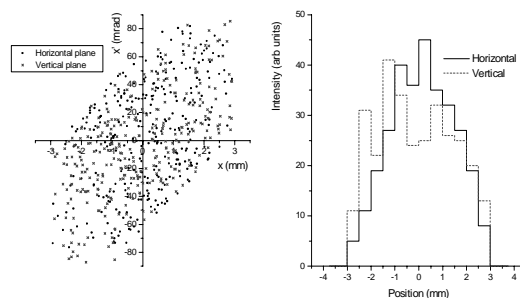 x' (mrad)
Horizontal plane
Vertical plane
80
60
40
20
0
-20
-40
-60
-80
-3 -2 -1 0 1 2 3
x (mm)
Intensity (arb units)
50
40
30
20
10
0
Horizontal
Vertical
-4 -3 -2 -1 0 1 2 3 4
Position (mm)